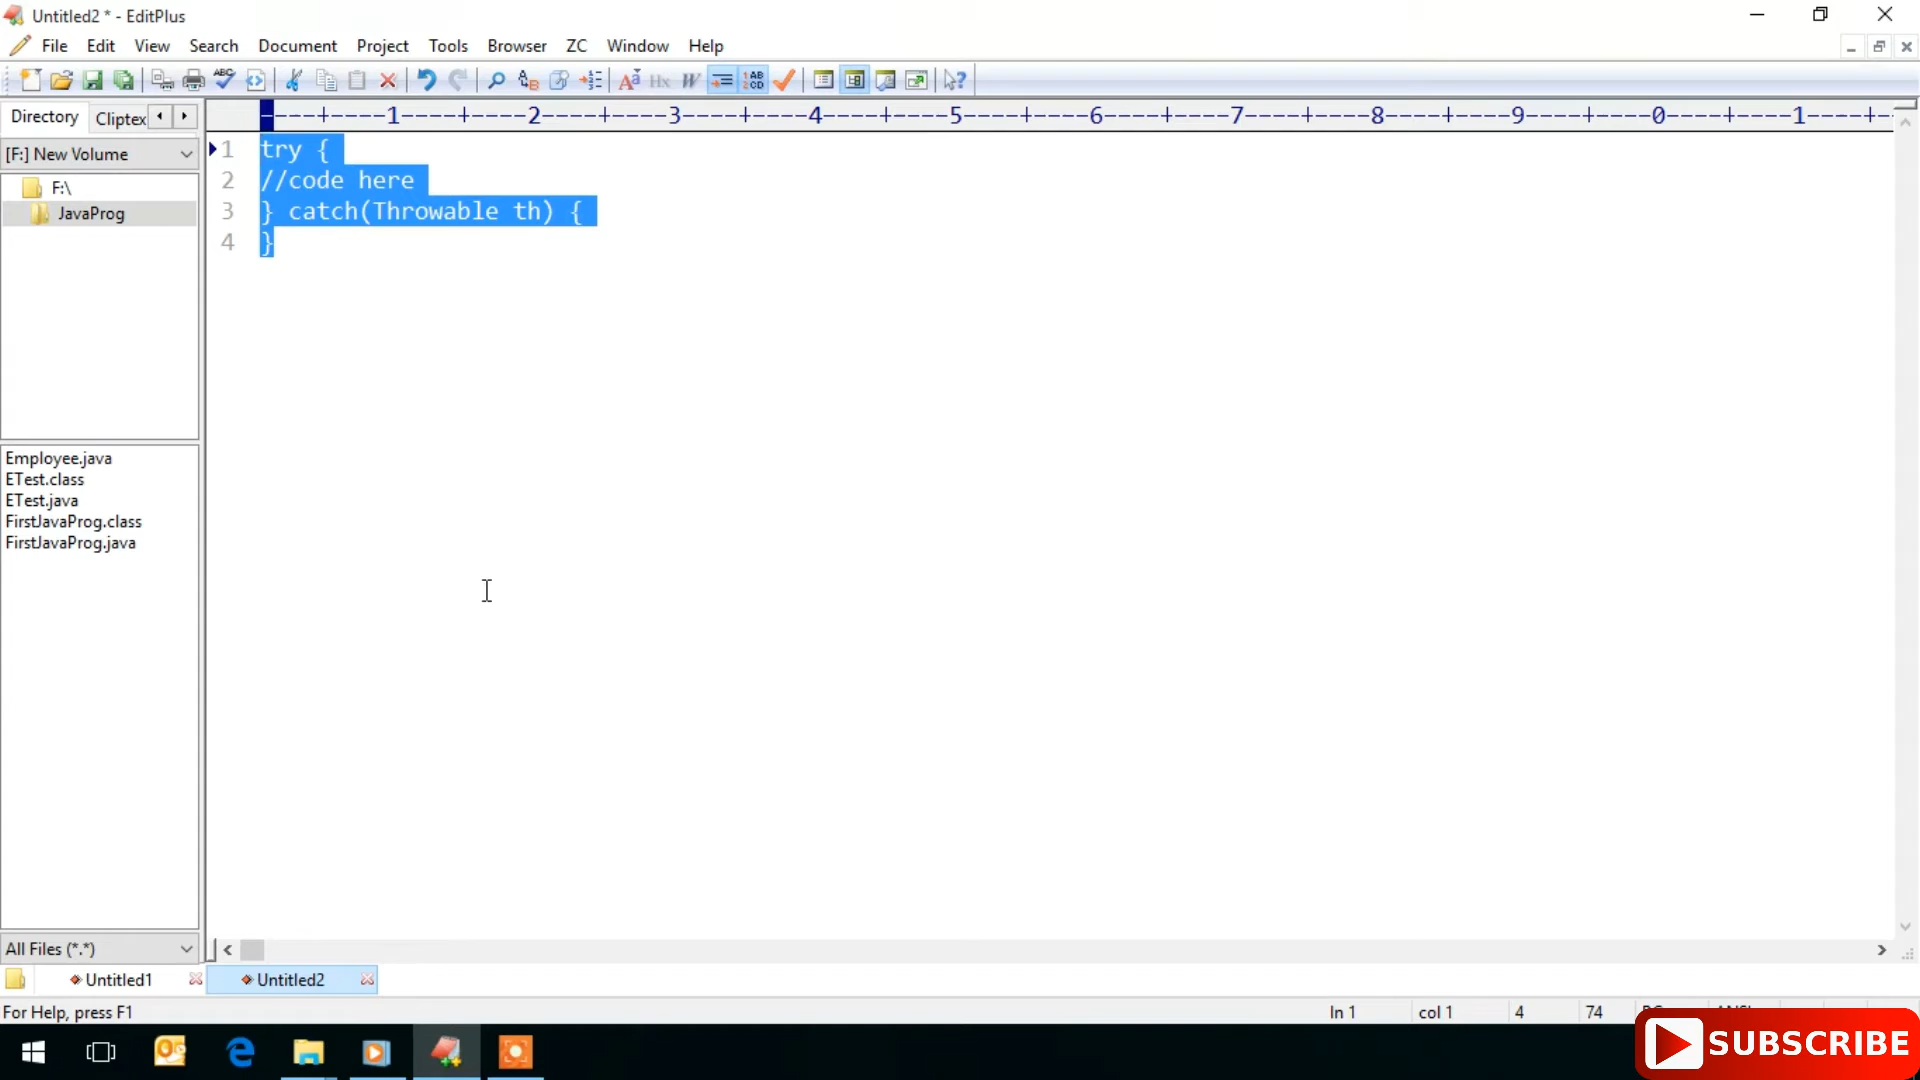 Untitled2 * - EditPlus
File Edit View Search Document Project Tools Browser ZC Window Help
Directory Cliptex
----+----1----+----2----+----3----+----4----+----5----+----6----+----7----+----8----+----9----+----0----+----1----+-
[F:] New Volume
F:\
JavaProg
1 try {
2 //code here
3 } catch(Throwable th) {
4 }
Employee.java
ETest.class
ETest.java
FirstJavaProg.class
FirstJavaProg.java
All Files (*.*)
Untitled1 Untitled2
For Help, press F1 ln 1 col 1 4 74
SUBSCRIBE